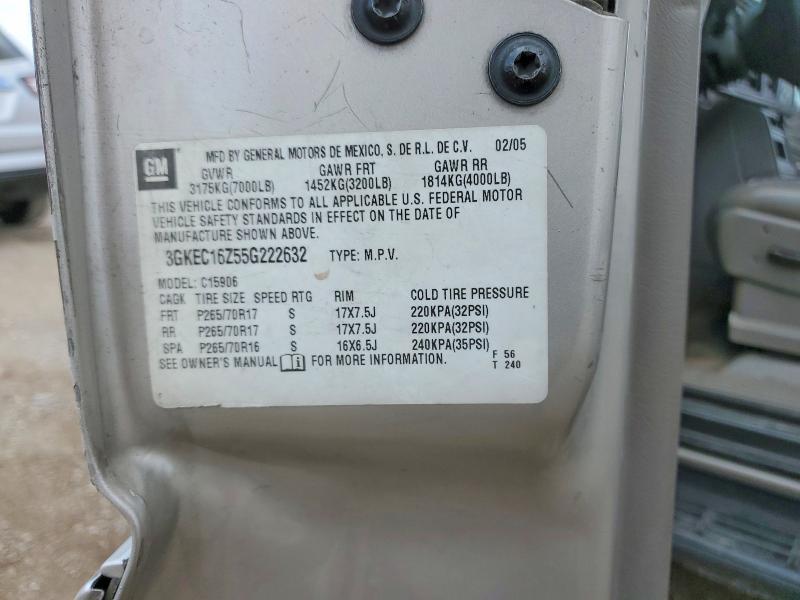 GM MFD BY GENERAL MOTORS DE MEXICO, S. DE R.L. DE C.V. 02/05
GVWR GAWR FRT GAWR RR
3175KG(7000LB) 1452KG(3200LB) 1814KG(4000LB)
THIS VEHICLE CONFORMS TO ALL APPLICABLE U.S. FEDERAL MOTOR
VEHICLE SAFETY STANDARDS IN EFFECT ON THE DATE OF
MANUFACTURE SHOWN ABOVE.
3GKEC16Z55G222632 TYPE: M.P.V.
MODEL: C15906
CAGK TIRE SIZE SPEED RTG RIM COLD TIRE PRESSURE
FRT P265/70R17 S 17X7.5J 220KPA(32PSI)
RR P265/70R17 S 17X7.5J 220KPA(32PSI)
SPA P265/70R16 S 16X6.5J 240KPA(35PSI)
SEE OWNER'S MANUAL i FOR MORE INFORMATION. F 56
T 240